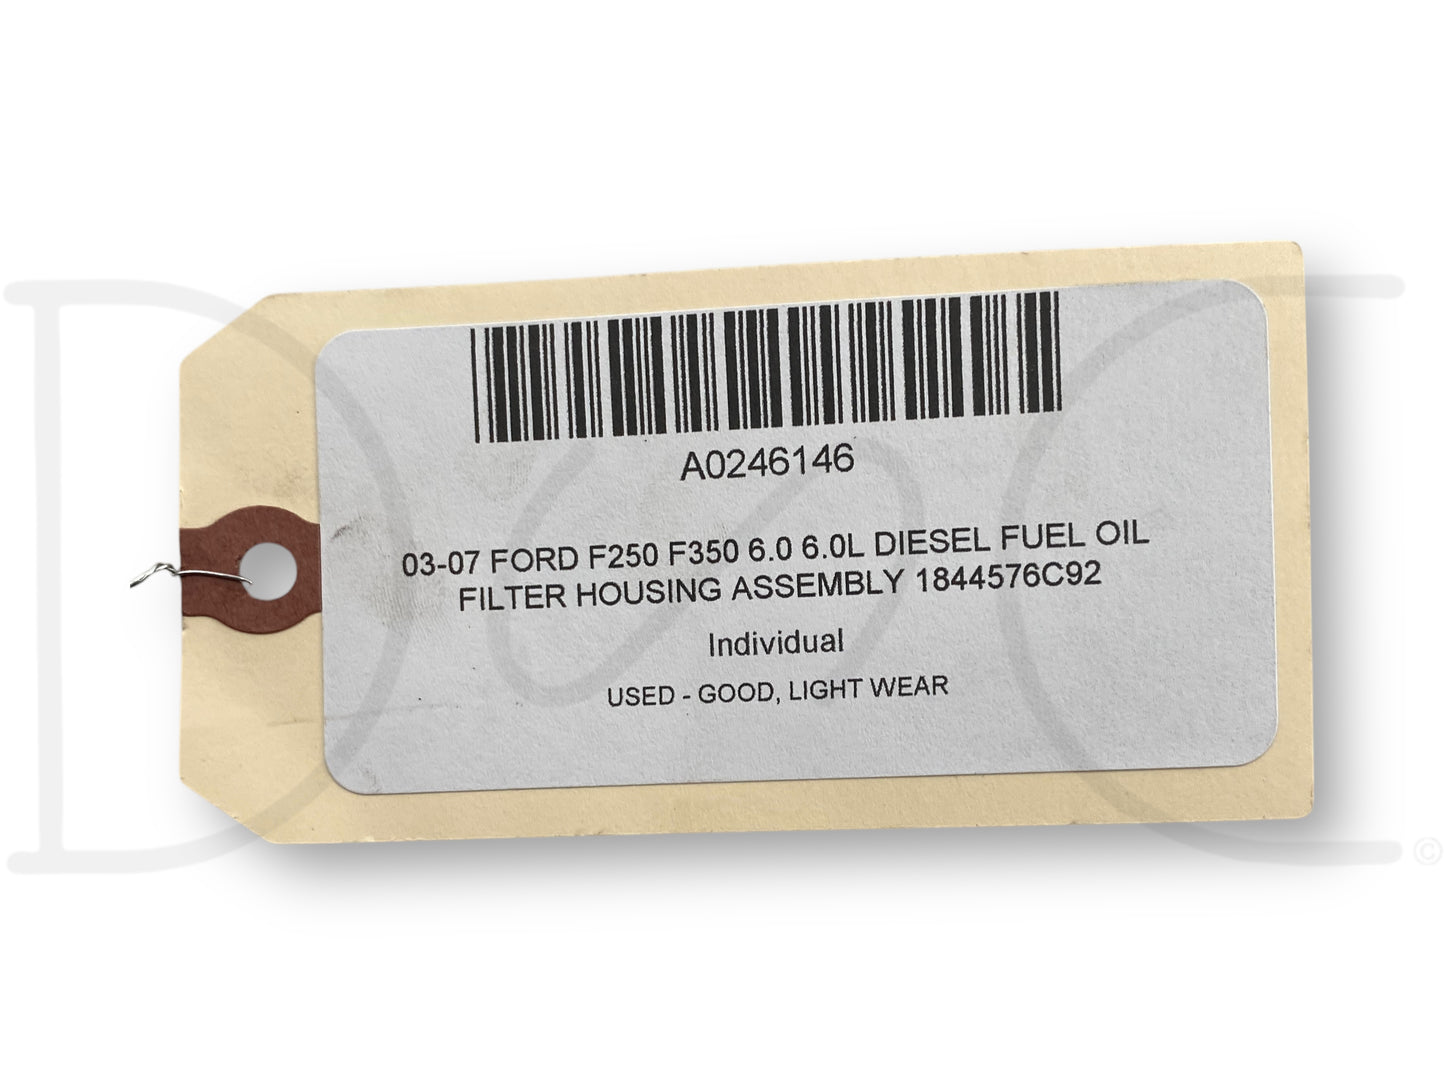 A0246146
03-07 FORD F250 F350 6.0 6.0L DIESEL FUEL OIL
FILTER HOUSING ASSEMBLY 1844576C92
Individual
USED - GOOD, LIGHT WEAR
©